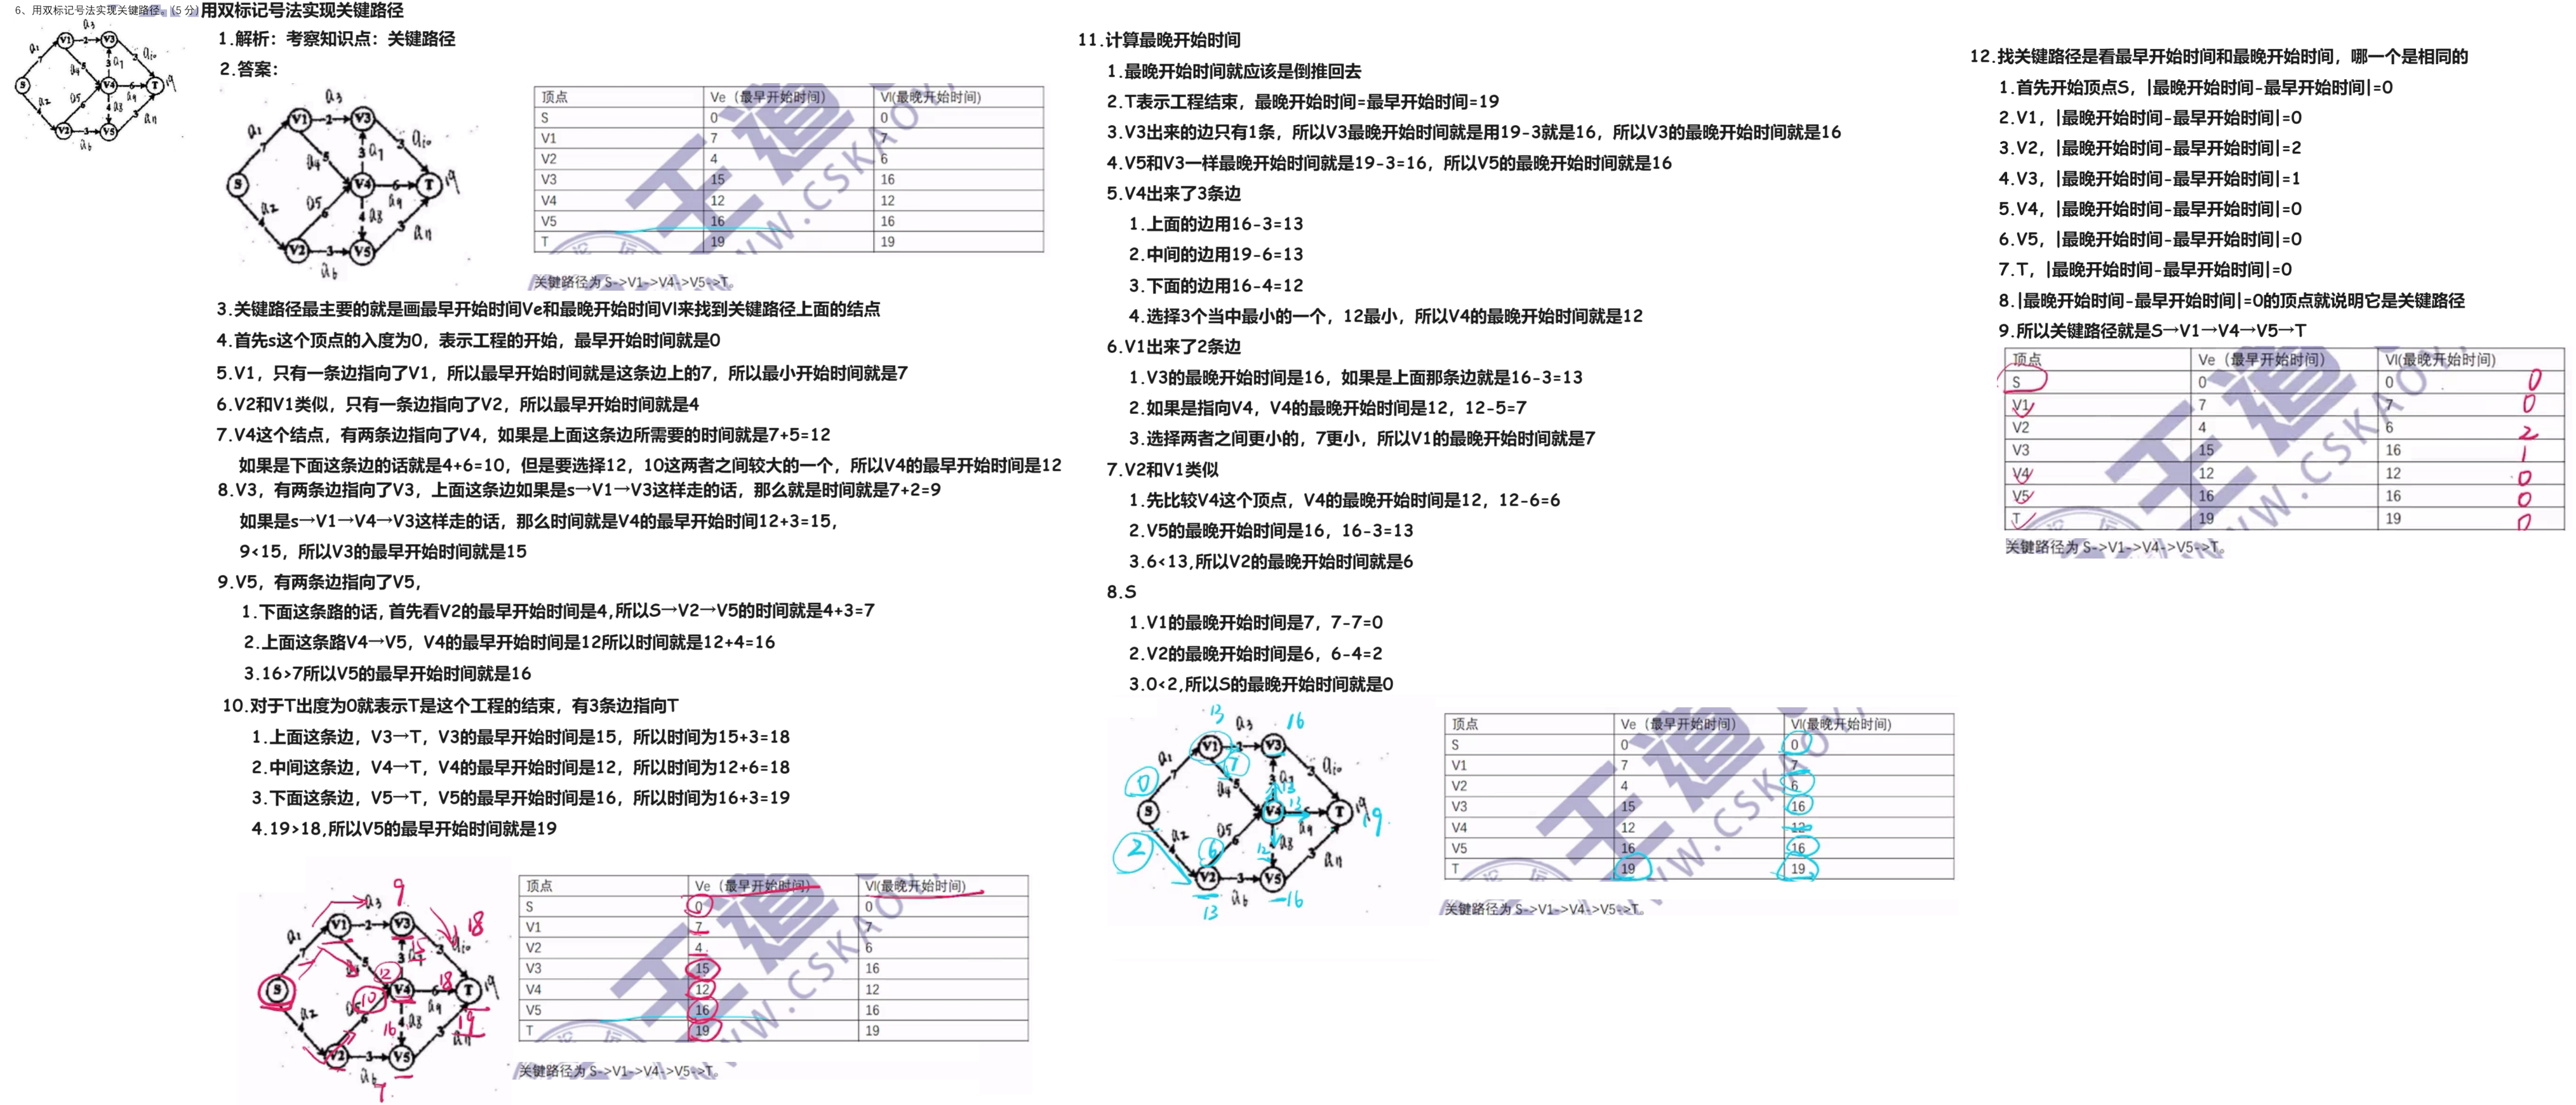 6、用双标记号法实现关键路径。(5 分)
用双标记号法实现关键路径
1.解析：考察知识点：关键路径
2.答案：
顶点 Ve（最早开始时间） Vl(最晚开始时间)
S 0 0
V1 7 7
V2 4 6
V3 15 16
V4 12 12
V5 16 16
T 19 19
关键路径为 S->V1->V4->V5->T。
3.关键路径最主要的就是画最早开始时间Ve和最晚开始时间Vl来找到关键路径上面的结点
4.首先s这个顶点的入度为0，表示工程的开始，最早开始时间就是0
5.V1，只有一条边指向了V1，所以最早开始时间就是这条边上的7，所以最小开始时间就是7
6.V2和V1类似，只有一条边指向了V2，所以最早开始时间就是4
7.V4这个结点，有两条边指向了V4，如果是上面这条边所需要的时间就是7+5=12
如果是下面这条边的话就是4+6=10，但是要选择12，10这两者之间较大的一个，所以V4的最早开始时间是12
8.V3，有两条边指向了V3，上面这条边如果是s→V1→V3这样走的话，那么就是时间就是7+2=9
如果是s→V1→V4→V3这样走的话，那么时间就是V4的最早开始时间12+3=15，
9<15，所以V3的最早开始时间就是15
9.V5，有两条边指向了V5，
1.下面这条路的话,首先看V2的最早开始时间是4,所以S→V2→V5的时间就是4+3=7
2.上面这条路V4→V5，V4的最早开始时间是12所以时间就是12+4=16
3.16>7所以V5的最早开始时间就是16
10.对于T出度为0就表示T是这个工程的结束，有3条边指向T
1.上面这条边，V3→T，V3的最早开始时间是15，所以时间为15+3=18
2.中间这条边，V4→T，V4的最早开始时间是12，所以时间为12+6=18
3.下面这条边，V5→T，V5的最早开始时间是16，所以时间为16+3=19
4.19>18,所以V5的最早开始时间就是19
顶点 Ve（最早开始时间） Vl(最晚开始时间)
S 0 0
V1 7 7
V2 4 6
V3 15 16
V4 12 12
V5 16 16
T 19 19
关键路径为 S->V1->V4->V5->T。
11.计算最晚开始时间
1.最晚开始时间就应该是倒推回去
2.T表示工程结束，最晚开始时间=最早开始时间=19
3.V3出来的边只有1条，所以V3最晚开始时间就是用19-3就是16，所以V3的最晚开始时间就是16
4.V5和V3一样最晚开始时间就是19-3=16，所以V5的最晚开始时间就是16
5.V4出来了3条边
1.上面的边用16-3=13
2.中间的边用19-6=13
3.下面的边用16-4=12
4.选择3个当中最小的一个，12最小，所以V4的最晚开始时间就是12
6.V1出来了2条边
1.V3的最晚开始时间是16，如果是上面那条边就是16-3=13
2.如果是指向V4，V4的最晚开始时间是12，12-5=7
3.选择两者之间更小的，7更小，所以V1的最晚开始时间就是7
7.V2和V1类似
1.先比较V4这个顶点，V4的最晚开始时间是12，12-6=6
2.V5的最晚开始时间是16，16-3=13
3.6<13,所以V2的最晚开始时间就是6
8.S
1.V1的最晚开始时间是7，7-7=0
2.V2的最晚开始时间是6，6-4=2
3.0<2,所以S的最晚开始时间就是0
顶点 Ve（最早开始时间） Vl(最晚开始时间)
S 0 0
V1 7 7
V2 4 6
V3 15 16
V4 12 12
V5 16 16
T 19 19
关键路径为 S->V1->V4->V5->T。
12.找关键路径是看最早开始时间和最晚开始时间，哪一个是相同的
1.首先开始顶点S，|最晚开始时间-最早开始时间|=0
2.V1，|最晚开始时间-最早开始时间|=0
3.V2，|最晚开始时间-最早开始时间|=2
4.V3，|最晚开始时间-最早开始时间|=1
5.V4，|最晚开始时间-最早开始时间|=0
6.V5，|最晚开始时间-最早开始时间|=0
7.T，|最晚开始时间-最早开始时间|=0
8.|最晚开始时间-最早开始时间|=0的顶点就说明它是关键路径
9.所以关键路径就是S→V1→V4→V5→T
顶点 Ve（最早开始时间） Vl(最晚开始时间)
S 0 0 0
V1 7 7 0
V2 4 6 2
V3 15 16 1
V4 12 12 0
V5 16 16 0
T 19 19 0
关键路径为 S->V1->V4->V5->T。